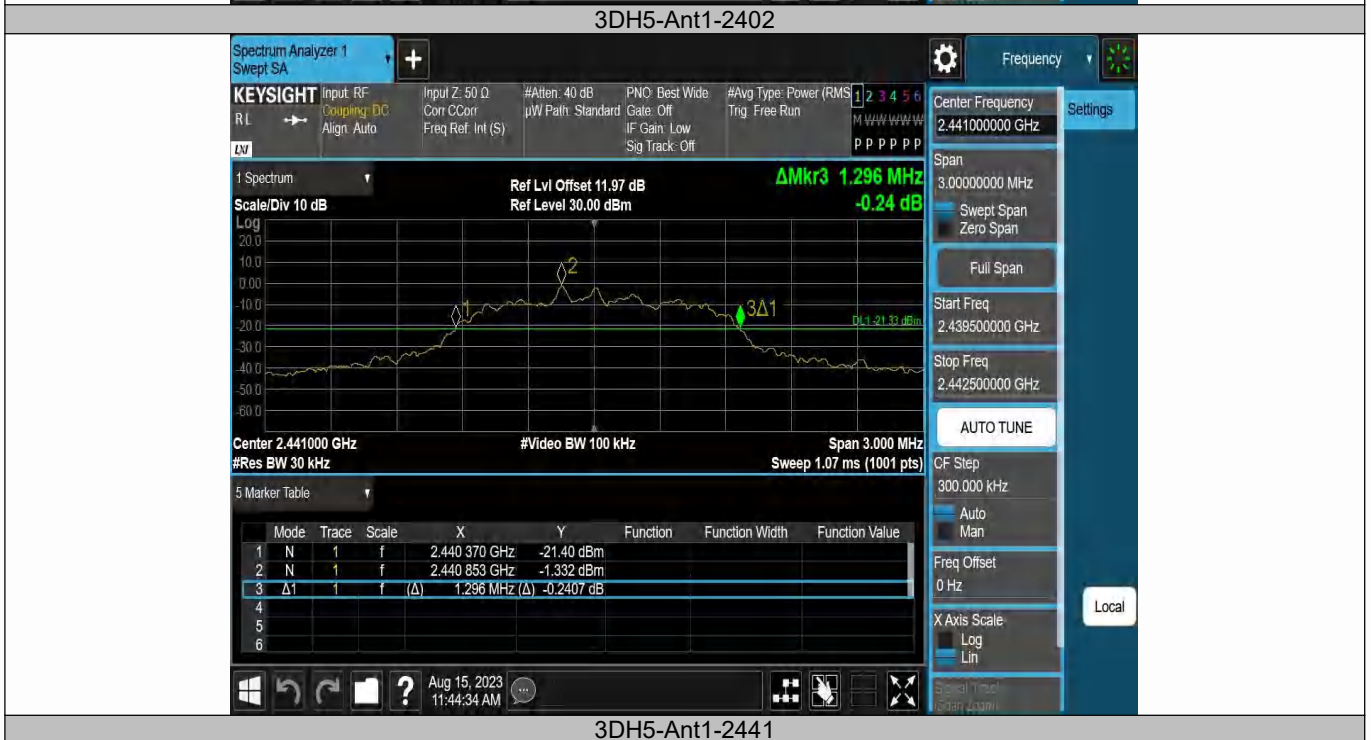 3DH5-Ant1-2402
Spectrum Analyzer 1
Swept SA
+
Frequency
KEYSIGHT
RL
LXI
Input: RF
Coupling: DC
Align: Auto
Input Z: 50 Ω
Corr CCorr
Freq Ref: Int (S)
#Atten: 40 dB
µW Path: Standard
PNO: Best Wide
Gate: Off
IF Gain: Low
Sig Track: Off
#Avg Type: Power (RMS
Trig: Free Run
1 2 3 4 5 6
M W W W W W
P P P P P P
Center Frequency
2.441000000 GHz
Settings
Span
3.00000000 MHz
Swept Span
Zero Span
Full Span
Start Freq
2.439500000 GHz
Stop Freq
2.442500000 GHz
AUTO TUNE
CF Step
300.000 kHz
Auto
Man
Freq Offset
0 Hz
X Axis Scale
Log
Lin
Local
1 Spectrum
Scale/Div 10 dB
Ref Lvl Offset 11.97 dB
Ref Level 30.00 dBm
ΔMkr3 1.296 MHz
-0.24 dB
Log
20.0
10.0
0.00
-10.0
-20.0
-30.0
-40.0
-50.0
-60.0
1
2
3Δ1
DL1 -21.33 dBm
Center 2.441000 GHz
#Video BW 100 kHz
Span 3.000 MHz
#Res BW 30 kHz
Sweep 1.07 ms (1001 pts)
5 Marker Table
Mode Trace Scale X Y Function Function Width Function Value
1 N 1 f 2.440 370 GHz -21.40 dBm
2 N 1 f 2.440 853 GHz -1.332 dBm
3 Δ1 1 f (Δ) 1.296 MHz (Δ) -0.2407 dB
4
5
6
?
Aug 15, 2023
11:44:34 AM
3DH5-Ant1-2441